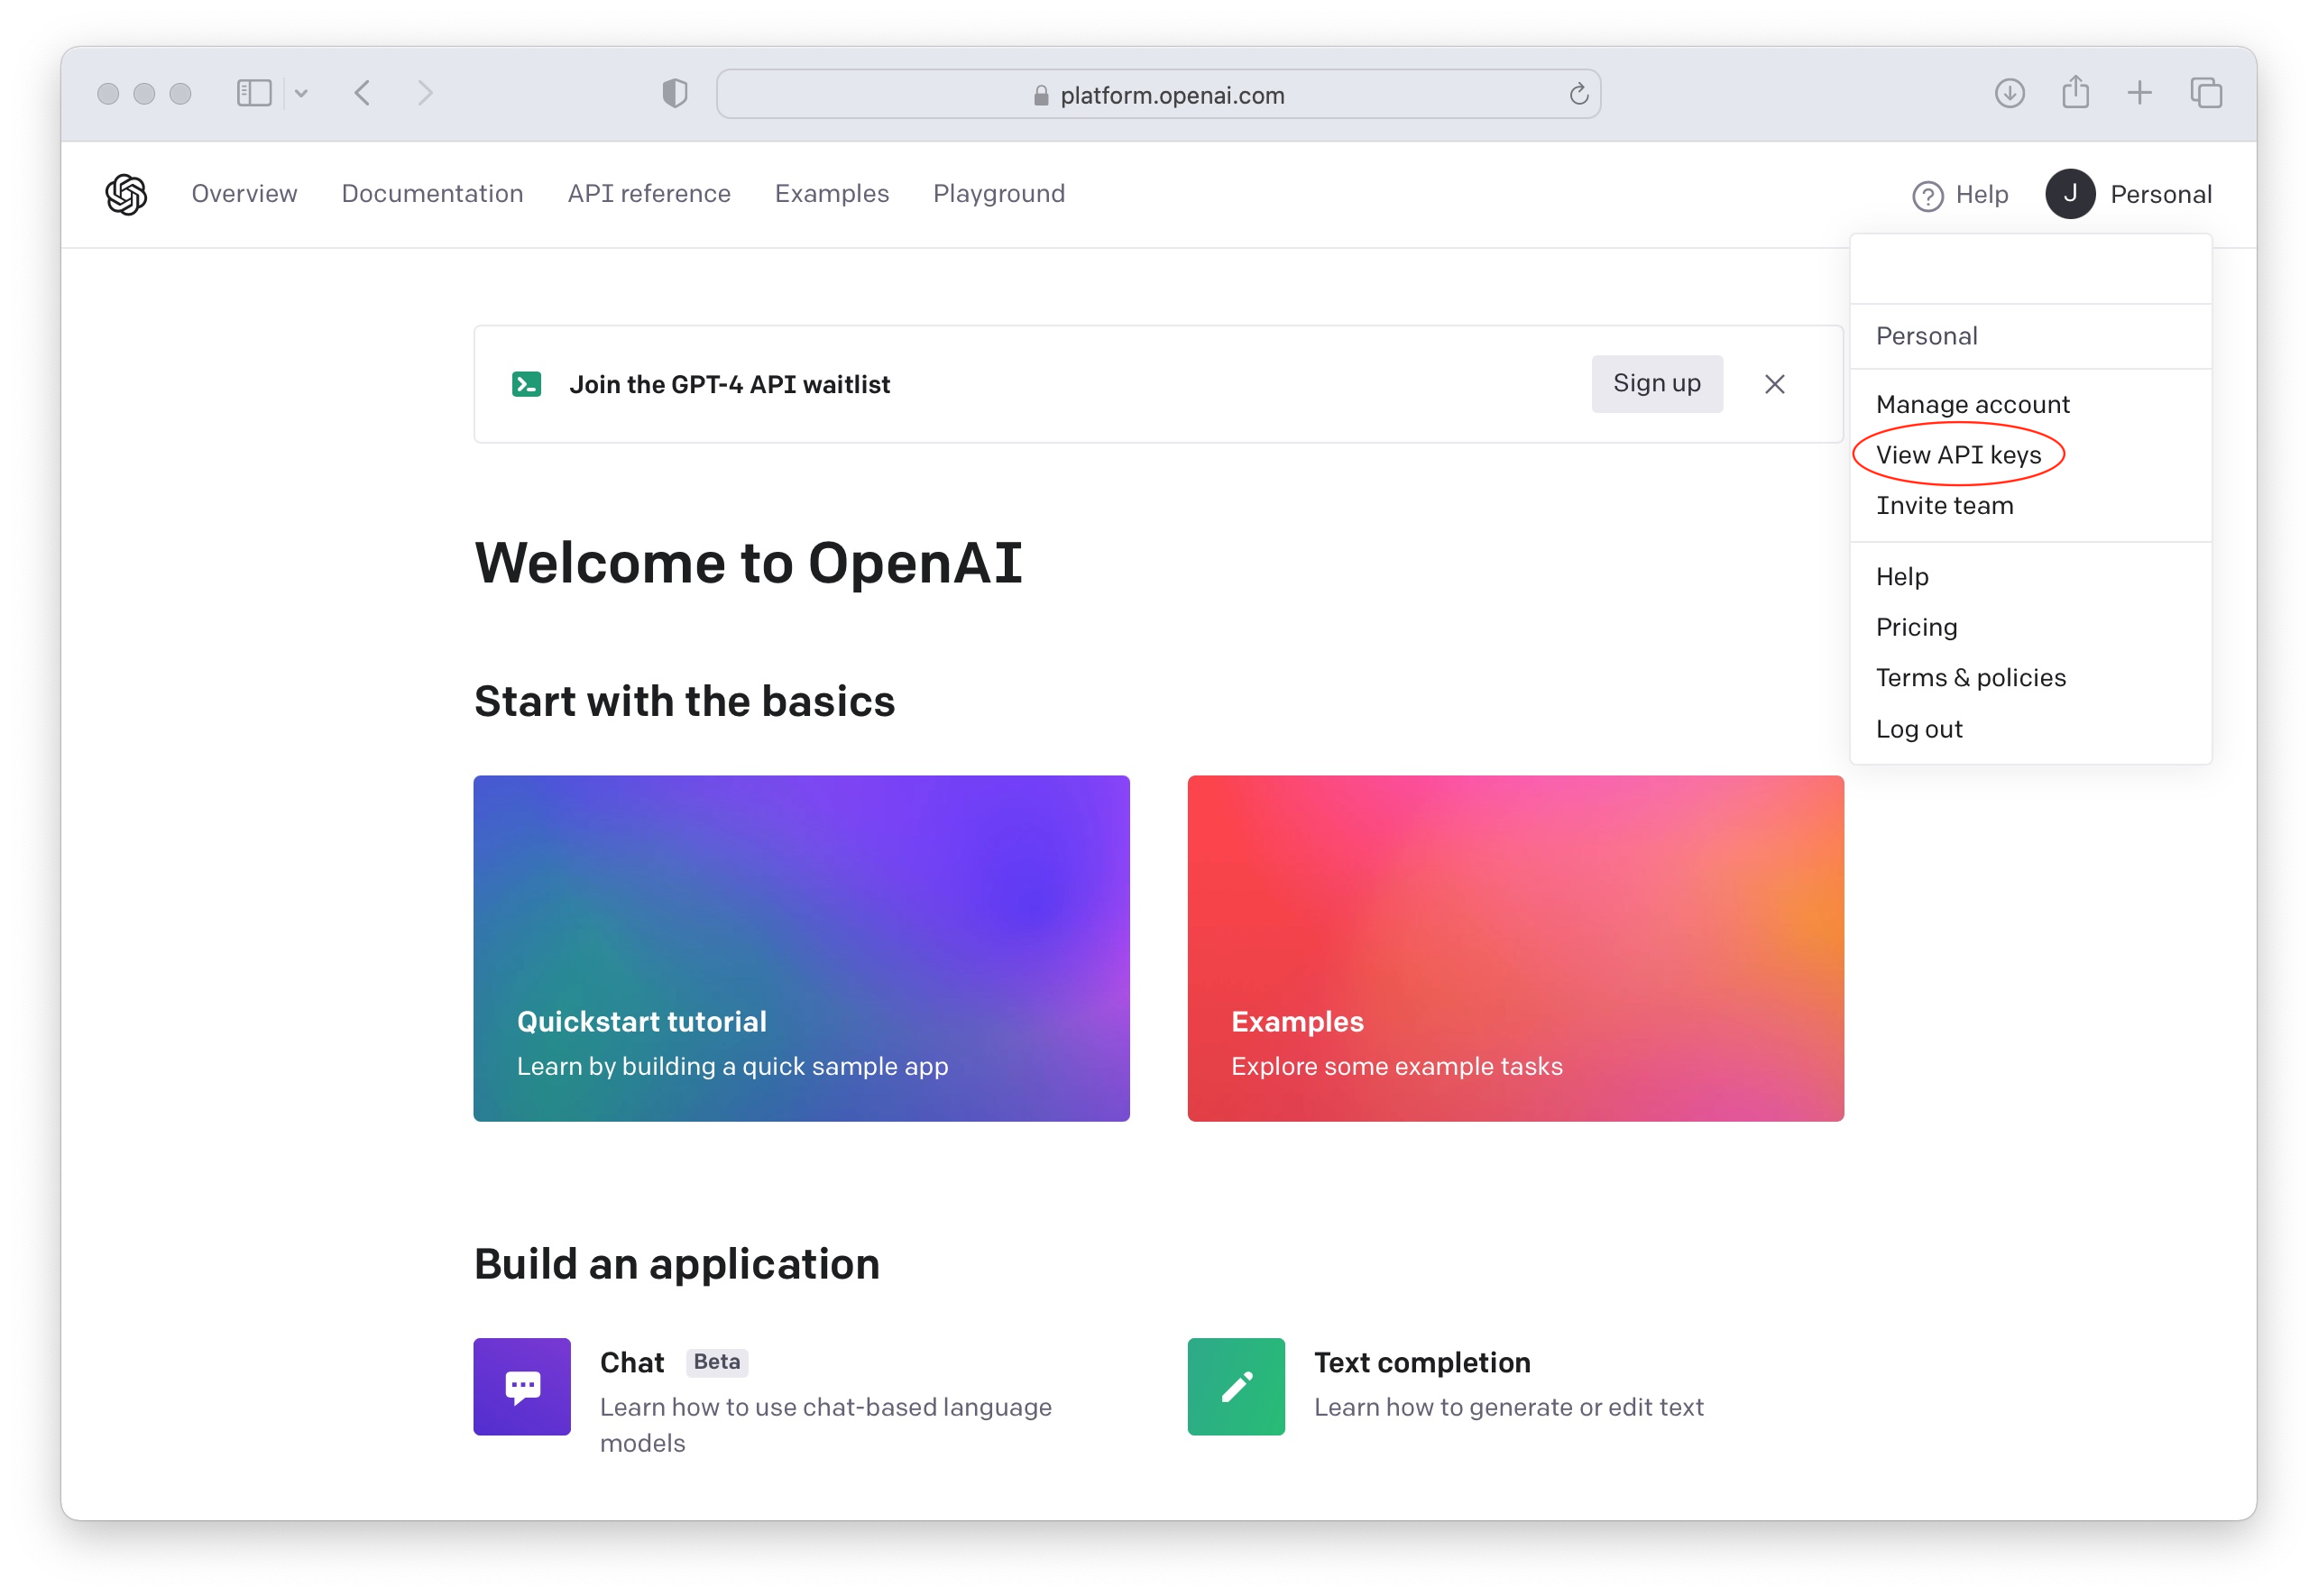 platform.openai.com
Overview Documentation API reference Examples Playground Help J Personal
Personal
Manage account
View API keys
Invite team
Help
Pricing
Terms & policies
Log out
Join the GPT-4 API waitlist Sign up
Welcome to OpenAI
Start with the basics
Quickstart tutorial
Learn by building a quick sample app
Examples
Explore some example tasks
Build an application
Chat Beta
Learn how to use chat-based language
models
Text completion
Learn how to generate or edit text